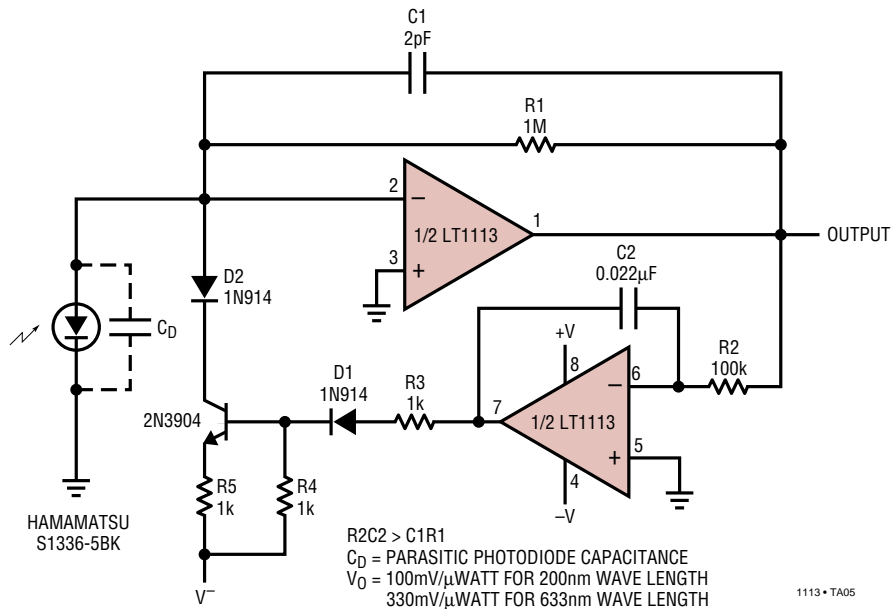 C1
2pF
R1
1M
2
−
1/2 LT1113
1
OUTPUT
3
+
C2
0.022µF
D2
1N914
C_D
+V
8
R2
100k
D1
1N914
R3
1k
7
6
−
1/2 LT1113
2N3904
+
5
4
−V
R5
1k
R4
1k
HAMAMATSU
S1336-5BK
V⁻
R2C2 > C1R1
C_D = PARASITIC PHOTODIODE CAPACITANCE
V_O = 100mV/µWATT FOR 200nm WAVE LENGTH
330mV/µWATT FOR 633nm WAVE LENGTH
1113 • TA05